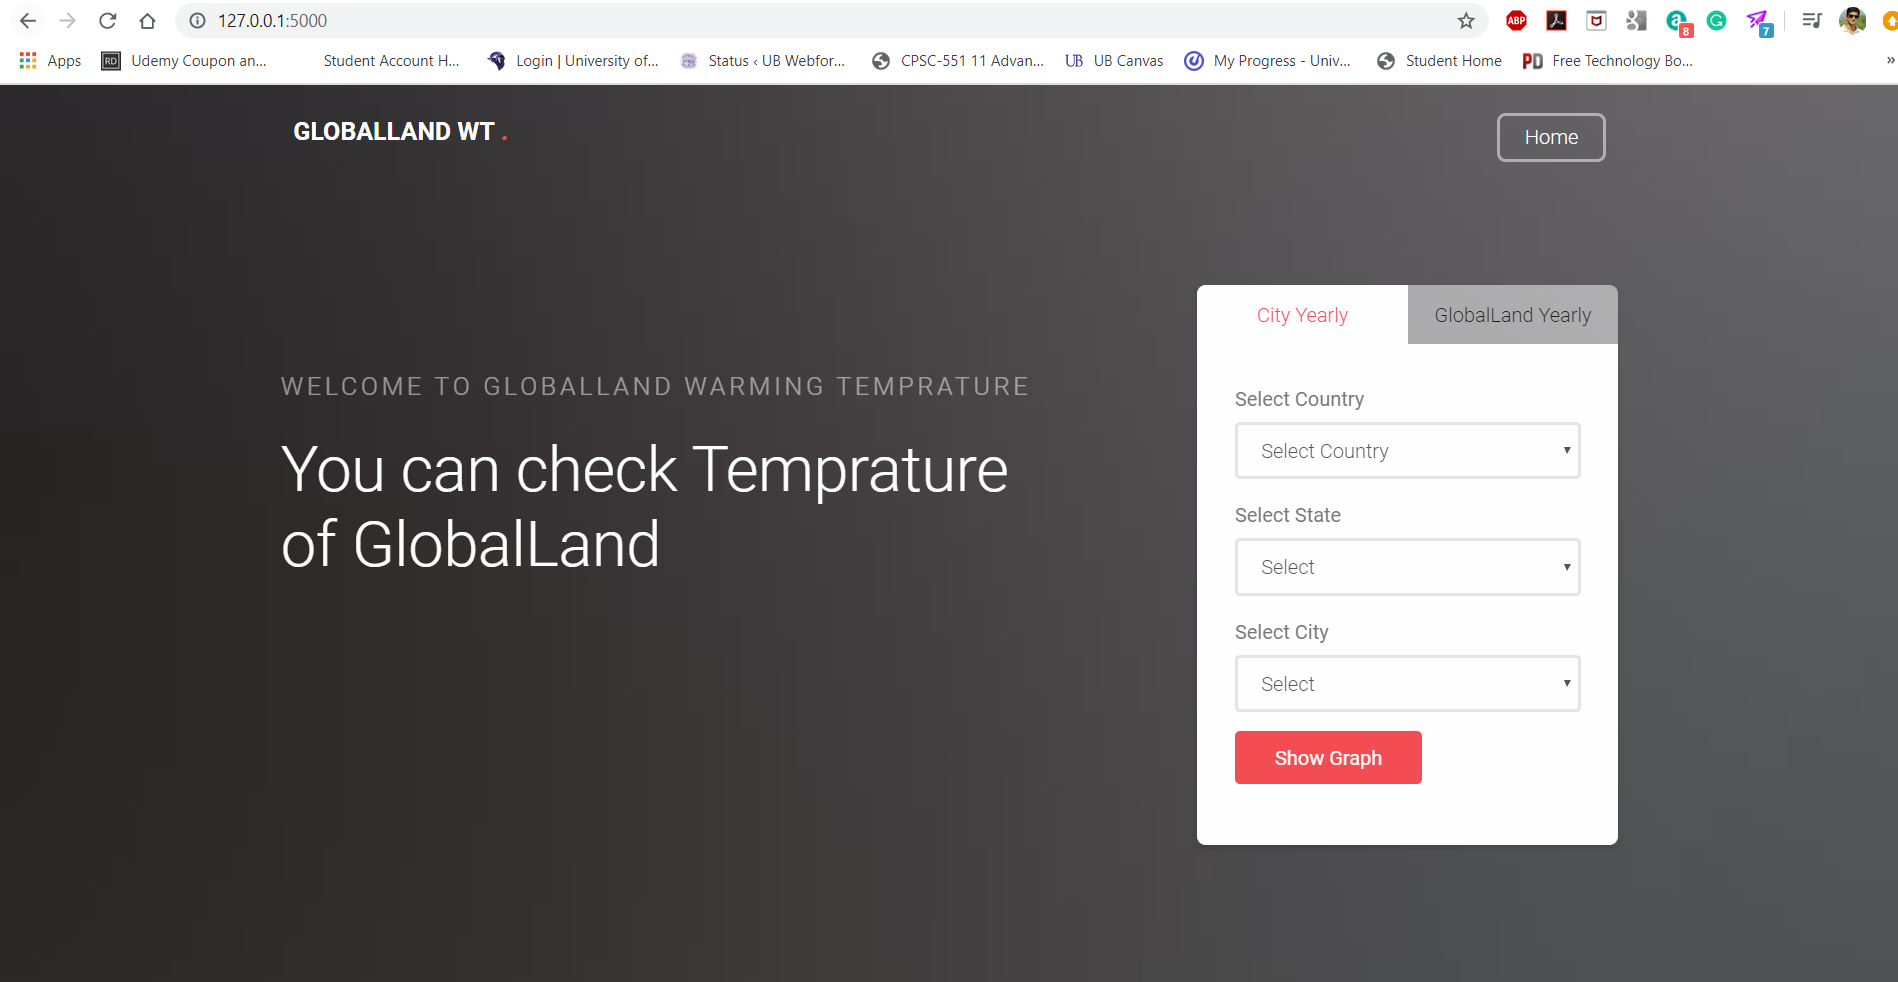 127.0.0.1:5000
ABP
8
7
Apps
RD
Udemy Coupon an...
Student Account H...
Login | University of...
Status ‹ UB Webfor...
CPSC-551 11 Advan...
UB
UB Canvas
My Progress - Univ...
Student Home
PD
Free Technology Bo...
»
GLOBALLAND WT .
Home
City Yearly
GlobalLand Yearly
WELCOME TO GLOBALLAND WARMING TEMPRATURE
You can check Temprature
of GlobalLand
Select Country
Select Country
Select State
Select
Select City
Select
Show Graph